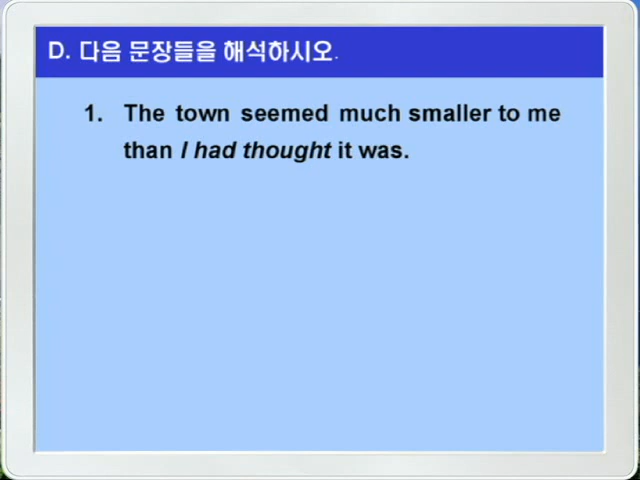 D. 다음 문장들을 해석하시오.
1. The town seemed much smaller to me
than I had thought it was.